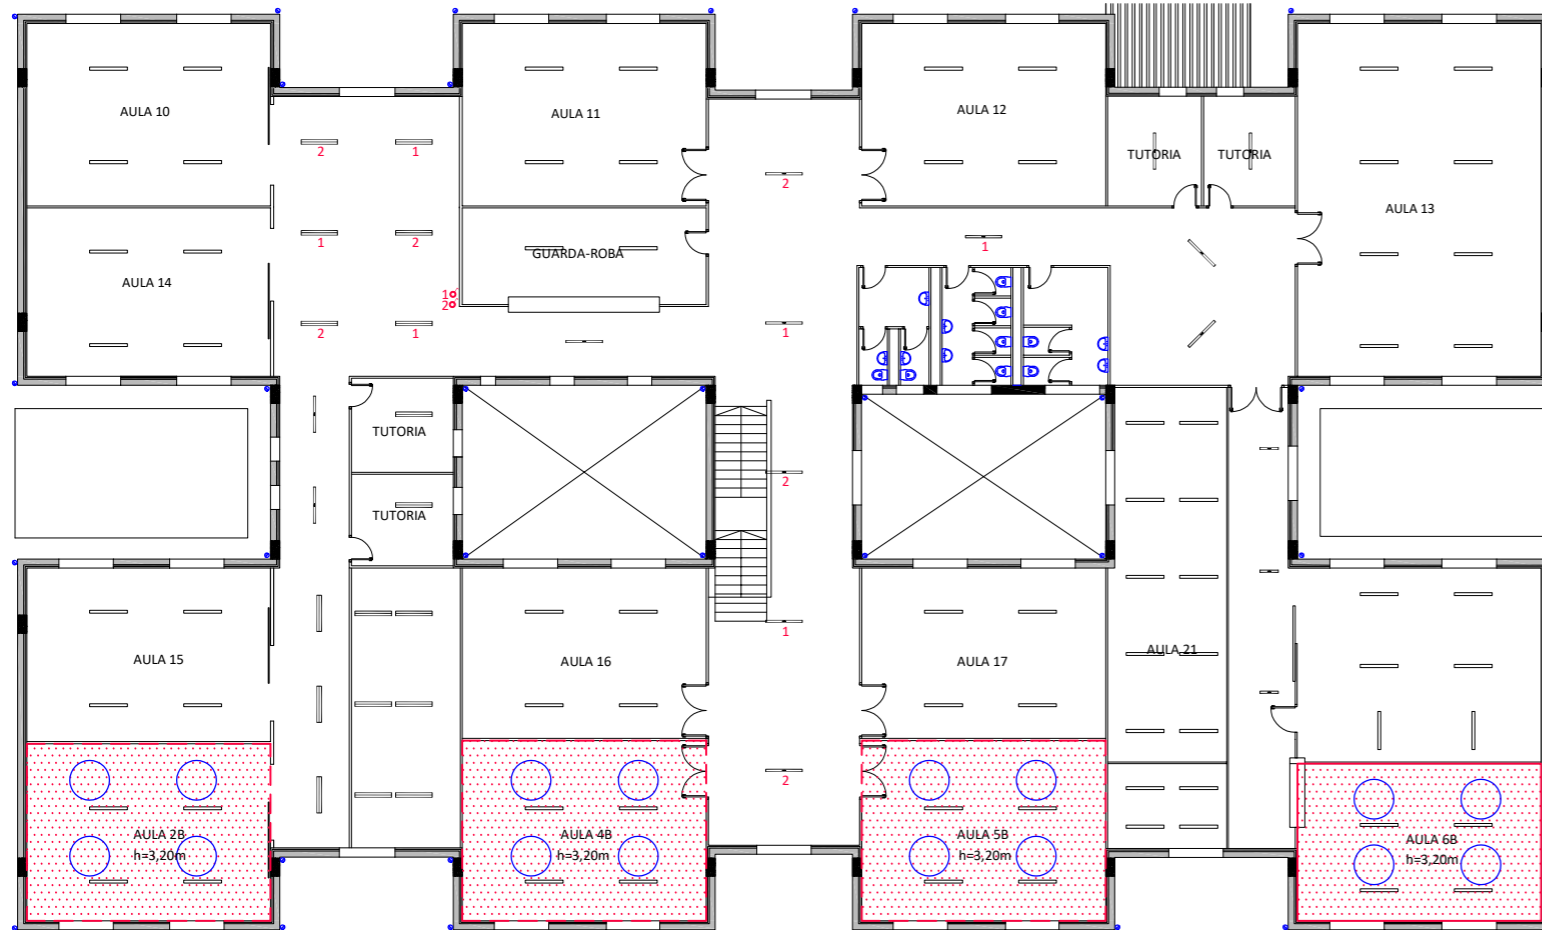 AULA 10
AULA 11
AULA 12
2
1
TUTORIA
TUTORIA
2
AULA 13
1
2
1
GUARDA-ROBA
AULA 14
1
2
2
1
1
TUTORIA
2
TUTORIA
1
AULA 15
AULA 16
AULA 17
AULA 21
2
AULA 2B
h=3,20m
AULA 4B
h=3,20m
AULA 5B
h=3,20m
AULA 6B
h=3,20m